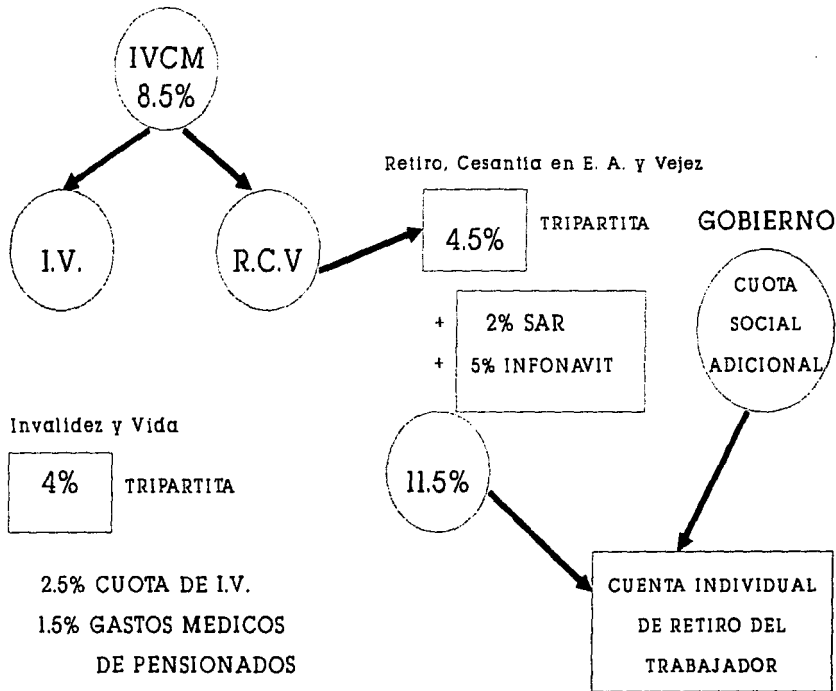 IVCM
8.5%
I.V.
R.C.V
Retiro, Cesantia en E. A. y Vejez
4.5%
TRIPARTITA
GOBIERNO
CUOTA
SOCIAL
ADICIONAL
+ 2% SAR
+ 5% INFONAVIT
11.5%
Invalidez y Vida
4%
TRIPARTITA
2.5% CUOTA DE I.V.
1.5% GASTOS MEDICOS
DE PENSIONADOS
CUENTA INDIVIDUAL
DE RETIRO DEL
TRABAJADOR